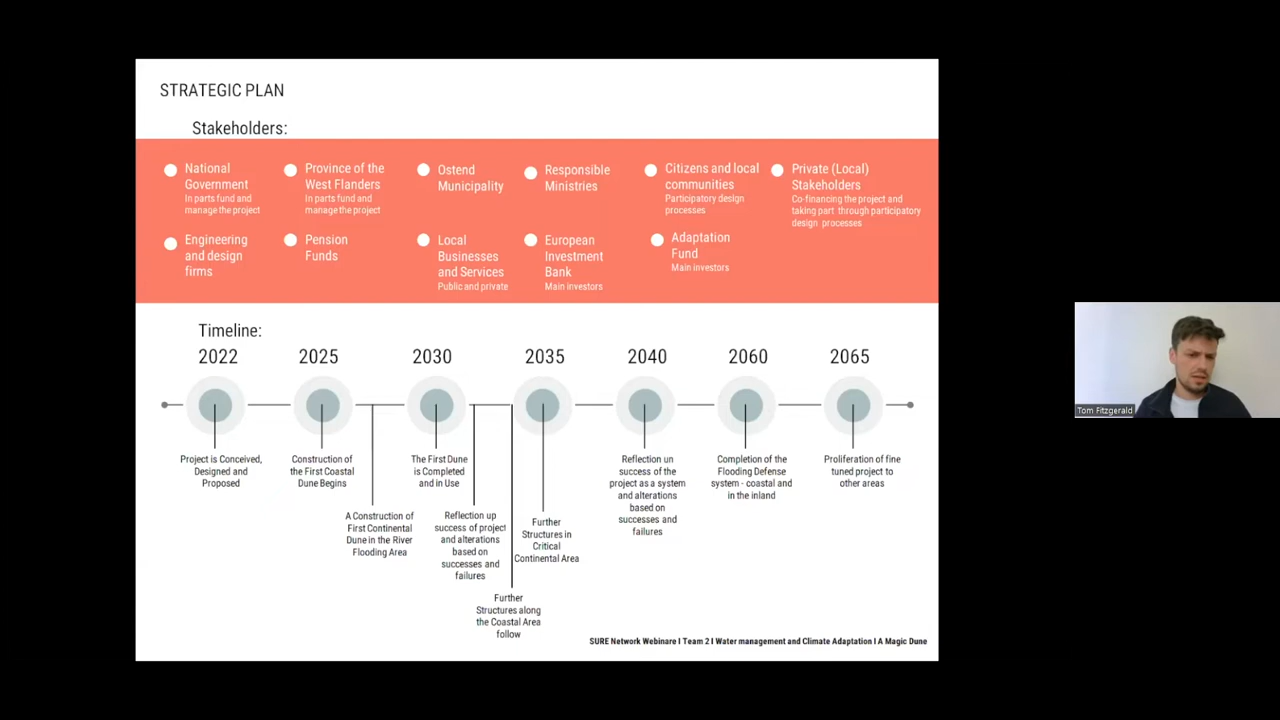 STRATEGIC PLAN
Stakeholders:
National
Government
In parts fund and
manage the project
Province of the
West Flanders
In parts fund and
manage the project
Ostend
Municipality
Responsible
Ministries
Citizens and local
communities
Participatory design
processes
Private (Local)
Stakeholders
Co-financing the project and
taking part through participatory
design processes
Engineering
and design
firms
Pension
Funds
Local
Businesses
and Services
Public and private
European
Investment
Bank
Main investors
Adaptation
Fund
Main investors
Timeline:
2022
2025
2030
2035
2040
2060
2065
Project is Conceived,
Designed and
Proposed
Construction of
the First Coastal
Dune Begins
A Construction of
First Continental
Dune in the River
Flooding Area
The First Dune
is Completed
and in Use
Reflection up
success of project
and alterations
based on
successes and
failures
Further
Structures along
the Coastal Area
follow
Further
Structures in
Critical
Continental Area
Reflection un
success of the
project as a system
and alterations
based on
successes and
failures
Completion of the
Flooding Defense
system - coastal and
in the inland
Proliferation of fine
tuned project to
other areas
SURE Network Webinare I Team 2 I Water management and Climate Adaptation I A Magic Dune
Tom Fitzgerald